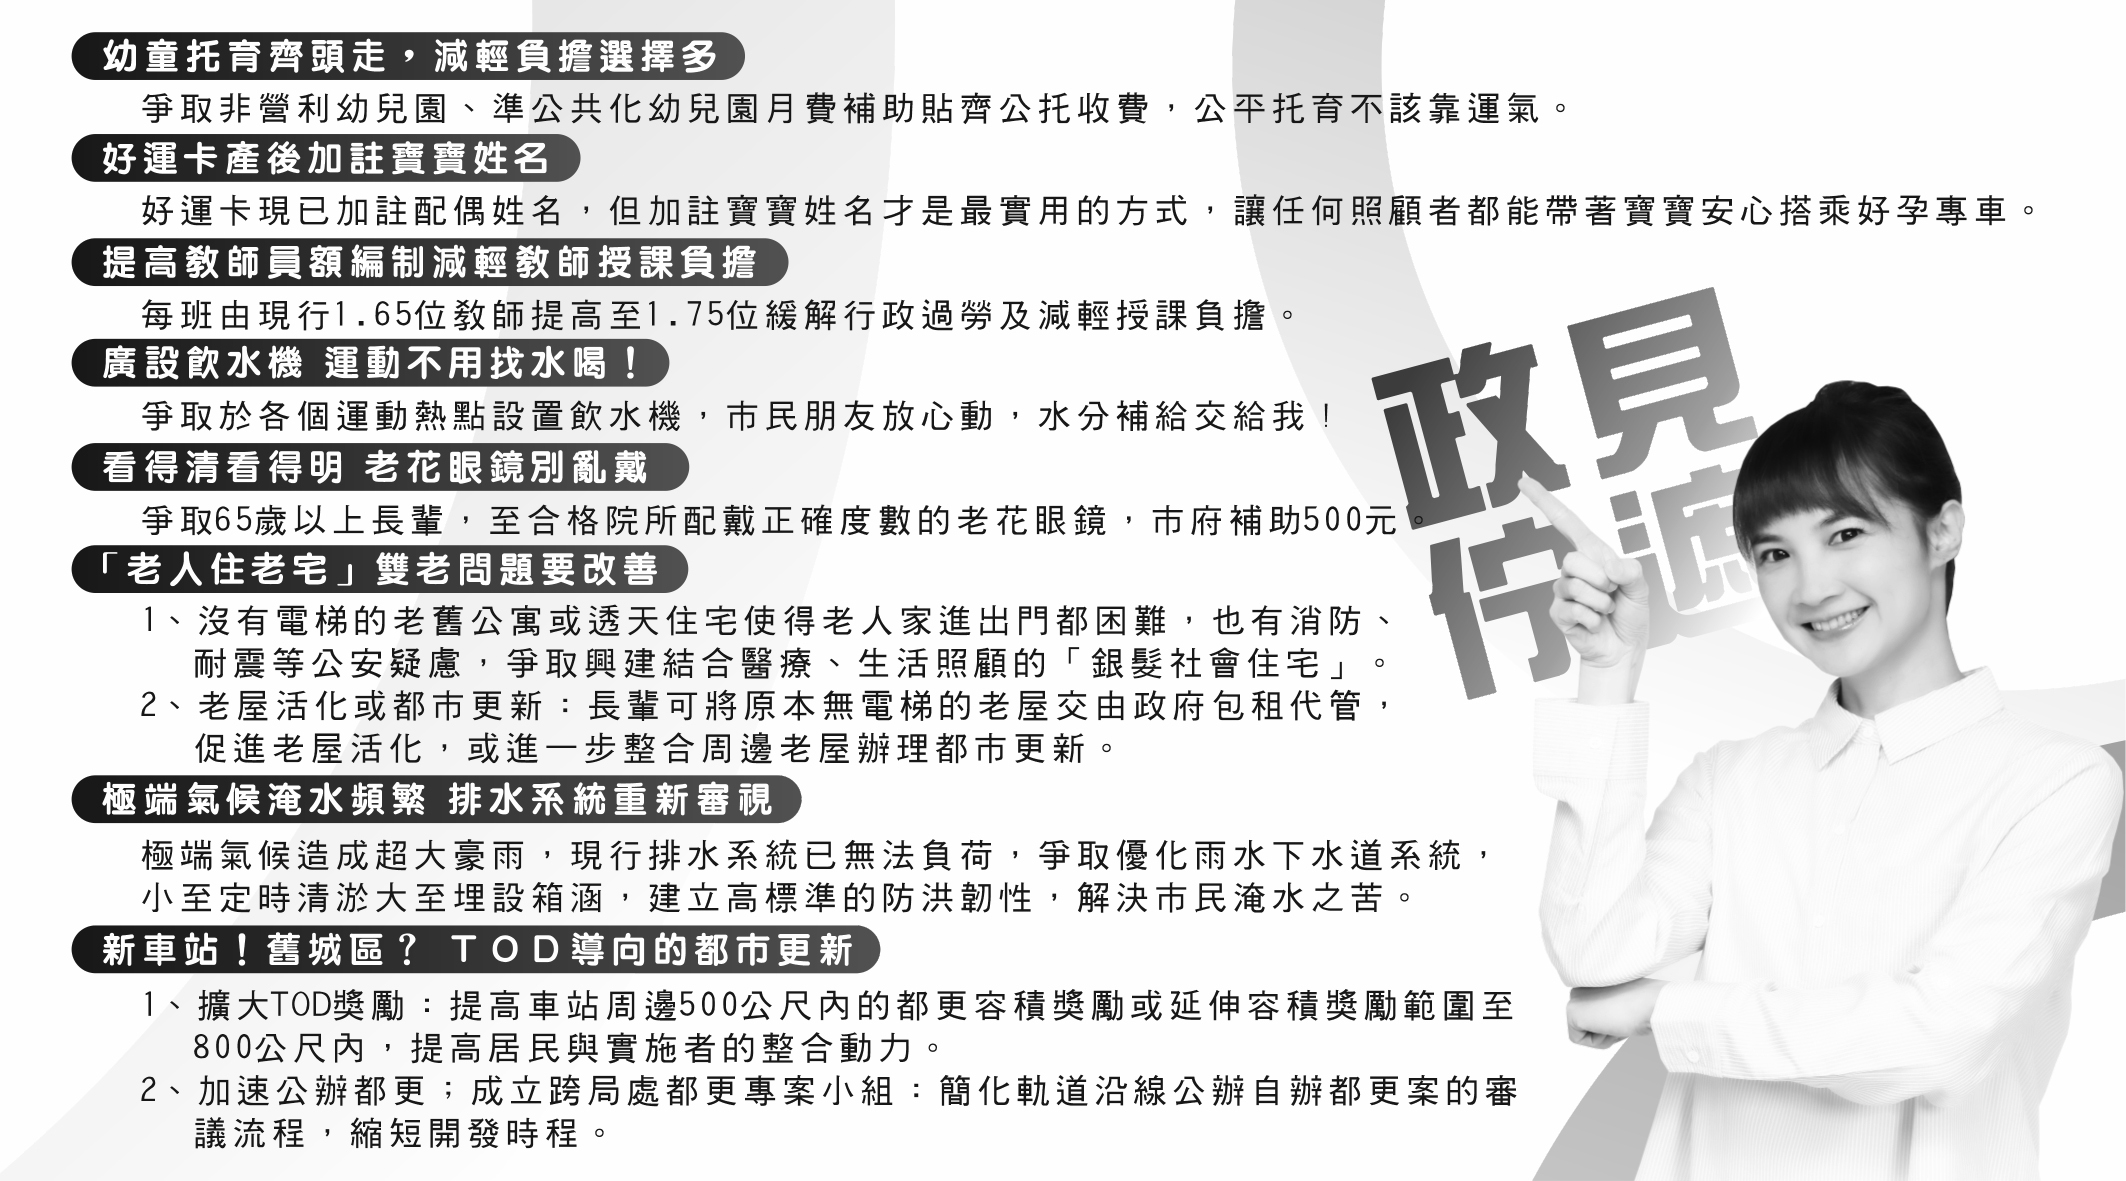 幼童托育齊頭走，減輕負擔選擇多
爭取非營利幼兒園、準公共化幼兒園月費補助貼齊公托收費，公平托育不該靠運氣。
好運卡產後加註寶寶姓名
好運卡現已加註配偶姓名，但加註寶寶姓名才是最實用的方式，讓任何照顧者都能帶著寶寶安心搭乘好孕專車。
提高教師員額編制減輕教師授課負擔
每班由現行1.65位教師提高至1.75位緩解行政過勞及減輕授課負擔。
廣設飲水機 運動不用找水喝！
爭取於各個運動熱點設置飲水機，市民朋友放心動，水分補給交給我！
看得清看得明 老花眼鏡別亂戴
爭取65歲以上長輩，至合格院所配戴正確度數的老花眼鏡，市府補助500元。
「老人住老宅」雙老問題要改善
1、沒有電梯的老舊公寓或透天住宅使得老人家進出門都困難，也有消防、
耐震等公安疑慮，爭取興建結合醫療、生活照顧的「銀髮社會住宅」。
2、老屋活化或都市更新：長輩可將原本無電梯的老屋交由政府包租代管，
促進老屋活化，或進一步整合周邊老屋辦理都市更新。
極端氣候淹水頻繁 排水系統重新審視
極端氣候造成超大豪雨，現行排水系統已無法負荷，爭取優化雨水下水道系統，
小至定時清淤大至埋設箱涵，建立高標準的防洪韌性，解決市民淹水之苦。
新車站！舊城區？ TOD導向的都市更新
1、擴大TOD獎勵：提高車站周邊500公尺內的都更容積獎勵或延伸容積獎勵範圍至
800公尺內，提高居民與實施者的整合動力。
2、加速公辦都更；成立跨局處都更專案小組：簡化軌道沿線公辦自辦都更案的審
議流程，縮短開發時程。
政見
佇遮